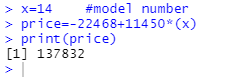 > x=14    #model number
> price=-22468+11450*(x)
> print(price)
[1] 137832
>